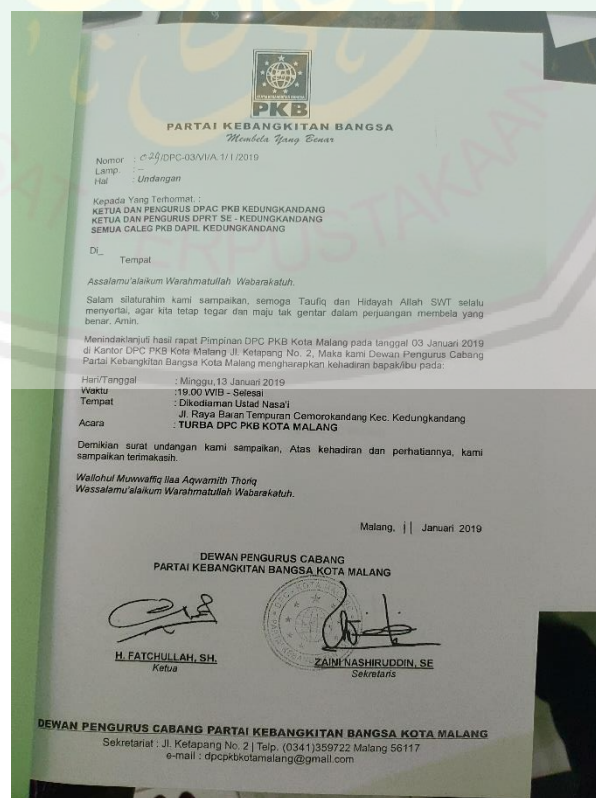 PKB
PARTAI KEBANGKITAN BANGSA
Membela Yang Benar
Nomor : 029/DPC-03/VI/A.1/I/2019
Lamp. : –
Hal : Undangan
Kepada Yang Terhormat. :
KETUA DAN PENGURUS DPAC PKB KEDUNGKANDANG
KETUA DAN PENGURUS DPRT SE - KEDUNGKANDANG
SEMUA CALEG PKB DAPIL KEDUNGKANDANG
Di_
Tempat
Assalamu'alaikum Warahmatullah Wabarakatuh.
Salam silaturahim kami sampaikan, semoga Taufiq dan Hidayah Allah SWT selalu
menyertai, agar kita tetap tegar dan maju tak gentar dalam perjuangan membela yang
benar. Amin.
Menindaklanjuti hasil rapat Pimpinan DPC PKB Kota Malang pada tanggal 03 Januari 2019
di Kantor DPC PKB Kota Malang Jl. Ketapang No. 2, Maka kami Dewan Pengurus Cabang
Partai Kebangkitan Bangsa Kota Malang mengharapkan kehadiran bapak/ibu pada:
Hari/Tanggal : Minggu,13 Januari 2019
Waktu : 19.00 WIB - Selesai
Tempat : Dikediaman Ustad Nasa'i
Jl. Raya Baran Tempuran Cemorokandang Kec. Kedungkandang
Acara : TURBA DPC PKB KOTA MALANG
Demikian surat undangan kami sampaikan, Atas kehadiran dan perhatiannya, kami
sampaikan terimakasih.
Wallohul Muwwaffiq Ilaa Aqwamith Thoriq
Wassalamu'alaikum Warahmatullah Wabarakatuh.
Malang, 11 Januari 2019
DEWAN PENGURUS CABANG
PARTAI KEBANGKITAN BANGSA KOTA MALANG
H. FATCHULLAH, SH. ZAINI NASHIRUDDIN, SE
Ketua Sekretaris
DEWAN PENGURUS CABANG PARTAI KEBANGKITAN BANGSA KOTA MALANG
Sekretariat : Jl. Ketapang No. 2 | Telp. (0341)359722 Malang 56117
e-mail : dpcpkbkotamalang@gmail.com